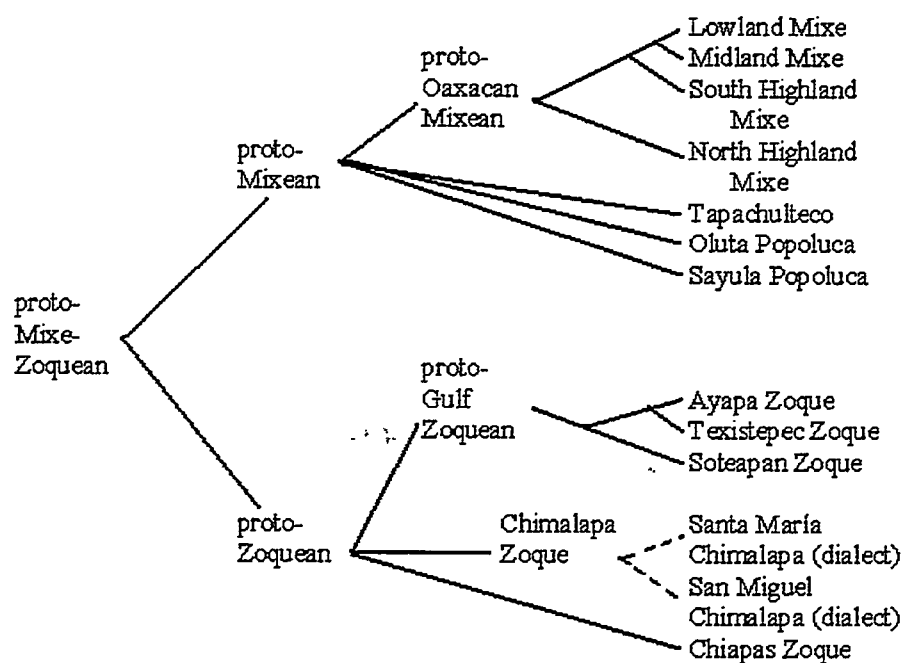 proto-
Mixe-
Zoquean
proto-
Mixean
proto-
Oaxacan
Mixean
Lowland Mixe
Midland Mixe
South Highland
Mixe
North Highland
Mixe
Tapachulteco
Oluta Popoluca
Sayula Popoluca
proto-
Zoquean
proto-
Gulf
Zoquean
Ayapa Zoque
Texistepec Zoque
Soteapan Zoque
Chimalapa
Zoque
Santa María
Chimalapa (dialect)
San Miguel
Chimalapa (dialect)
Chiapas Zoque